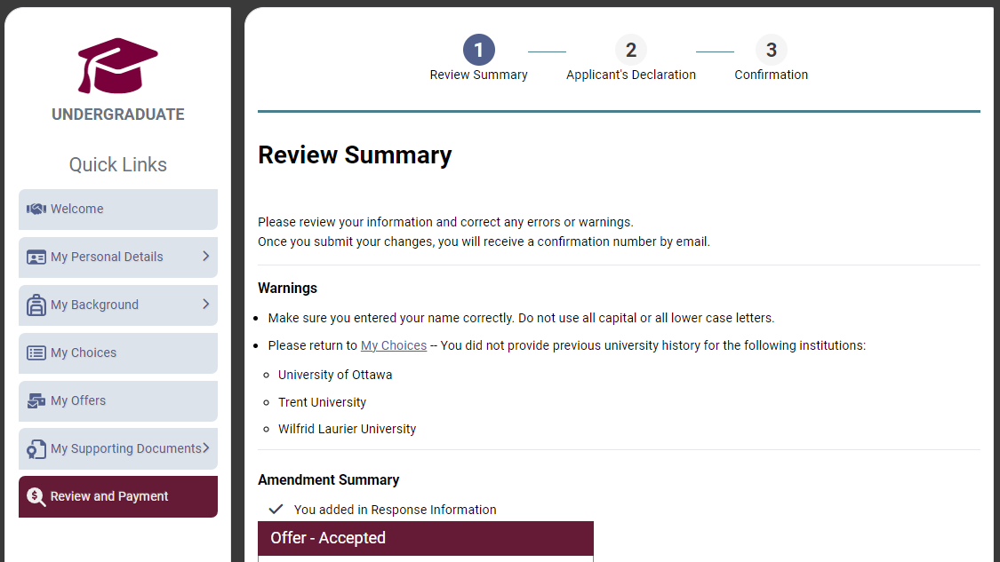 UNDERGRADUATE
Quick Links
Welcome
My Personal Details
My Background
My Choices
My Offers
My Supporting Documents
Review and Payment
1
Review Summary
2
Applicant's Declaration
3
Confirmation
Review Summary
Please review your information and correct any errors or warnings.
Once you submit your changes, you will receive a confirmation number by email.
Warnings
Make sure you entered your name correctly. Do not use all capital or all lower case letters.
Please return to My Choices -- You did not provide previous university history for the following institutions:
University of Ottawa
Trent University
Wilfrid Laurier University
Amendment Summary
You added in Response Information
Offer - Accepted